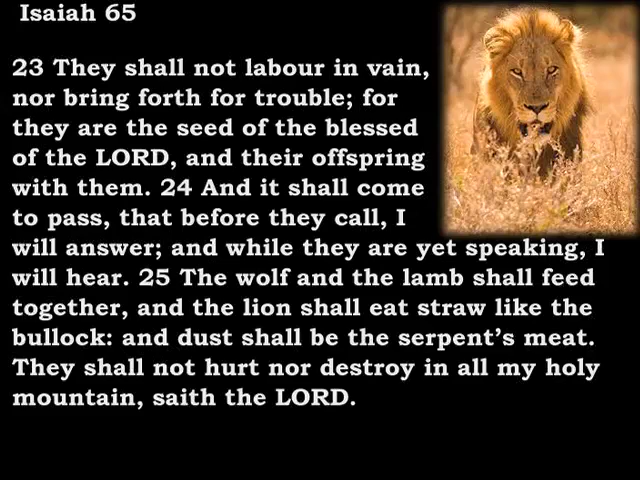 Isaiah 65
23 They shall not labour in vain,
nor bring forth for trouble; for
they are the seed of the blessed
of the LORD, and their offspring
with them. 24 And it shall come
to pass, that before they call, I
will answer; and while they are yet speaking, I
will hear. 25 The wolf and the lamb shall feed
together, and the lion shall eat straw like the
bullock: and dust shall be the serpent’s meat.
They shall not hurt nor destroy in all my holy
mountain, saith the LORD.